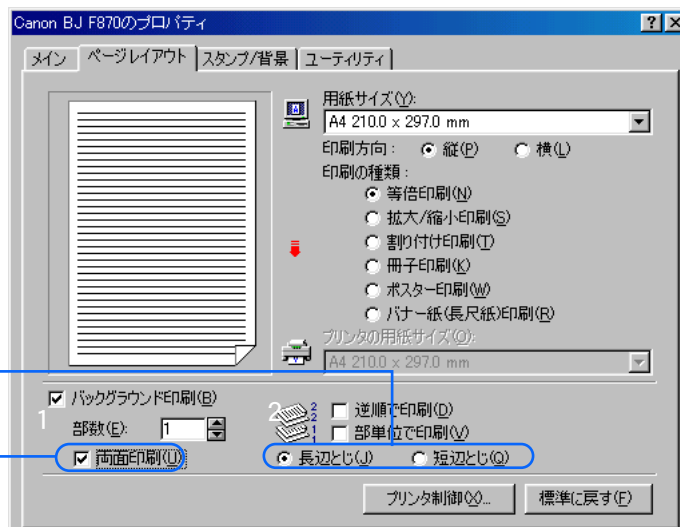 Canon BJ F870のプロパティ
メイン ページレイアウト スタンプ/背景 ユーティリティ
用紙サイズ(Y):
A4 210.0 x 297.0 mm
印刷方向： 縦(P) 横(L)
印刷の種類：
等倍印刷(N)
拡大/縮小印刷(S)
割り付け印刷(T)
冊子印刷(K)
ポスター印刷(W)
バナー紙(長尺紙)印刷(R)
プリンタの用紙サイズ(O):
A4 210.0 x 297.0 mm
バックグラウンド印刷(B)
1
部数(E): 1
両面印刷(U)
2
2 2 1 1
逆順で印刷(D)
部単位で印刷(V)
長辺とじ(J) 短辺とじ(Q)
プリンタ制御(X)... 標準に戻す(F)